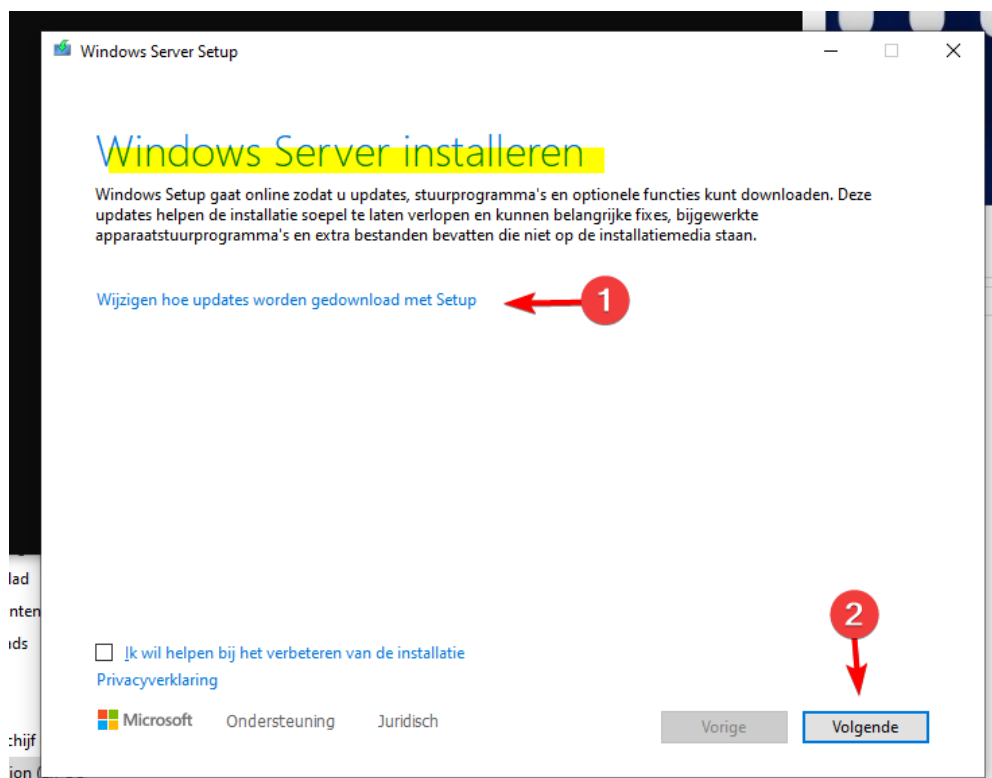 Windows Server Setup
Windows Server installeren
Windows Setup gaat online zodat u updates, stuurprogramma's en optionele functies kunt downloaden. Deze
updates helpen de installatie soepel te laten verlopen en kunnen belangrijke fixes, bijgewerkte
apparaatstuurprogramma's en extra bestanden bevatten die niet op de installatiemedia staan.
Wijzigen hoe updates worden gedownload met Setup
1
lad
nten
2
Ik wil helpen bij het verbeteren van de installatie
Privacyverklaring
Microsoft Ondersteuning Juridisch
Vorige Volgende